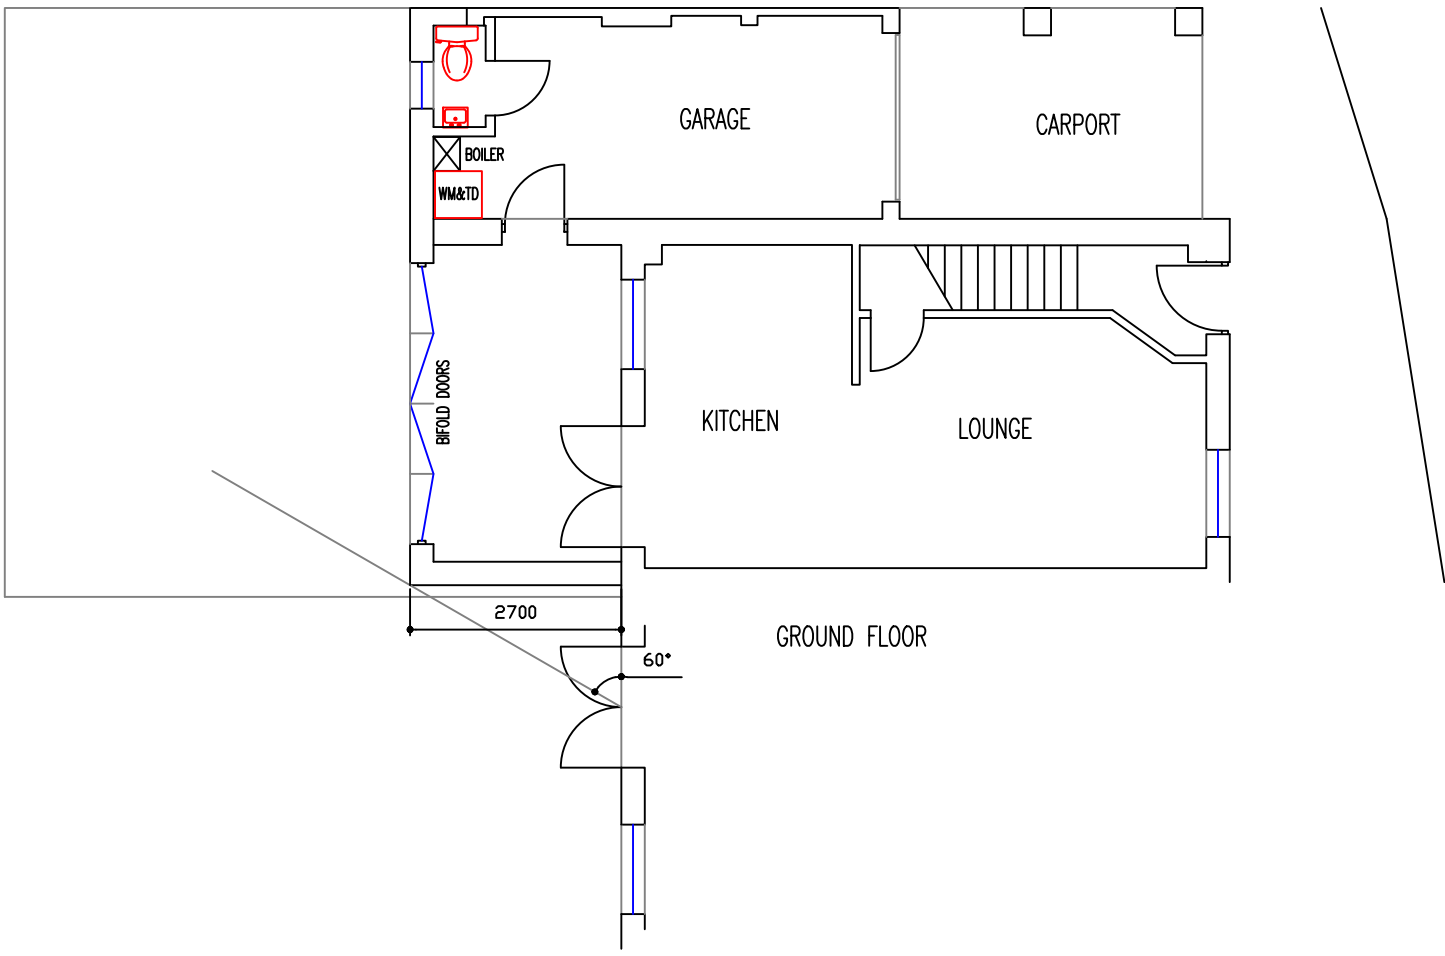 GARAGE
CARPORT
BOILER
WM&TD
BIFOLD DOORS
KITCHEN
LOUNGE
2700
GROUND FLOOR
60°